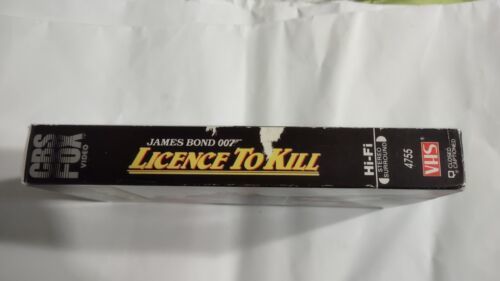 CBS
FOX
VIDEO
JAMES BOND 007
LICENCE TO KILL
Hi-Fi
STEREO
SURROUND
4755
VHS
CLOSED
CAPTIONED